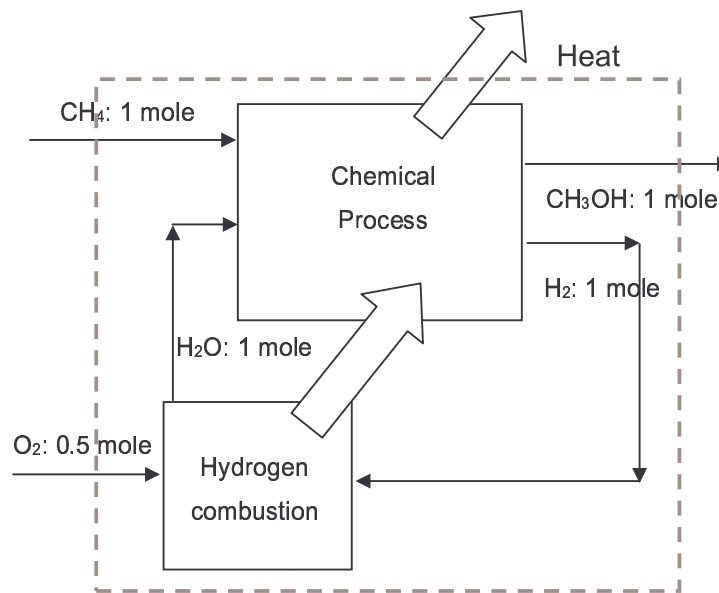 Heat
CH₄: 1 mole
Chemical
Process
CH₃OH: 1 mole
H₂: 1 mole
H₂O: 1 mole
O₂: 0.5 mole
Hydrogen
combustion